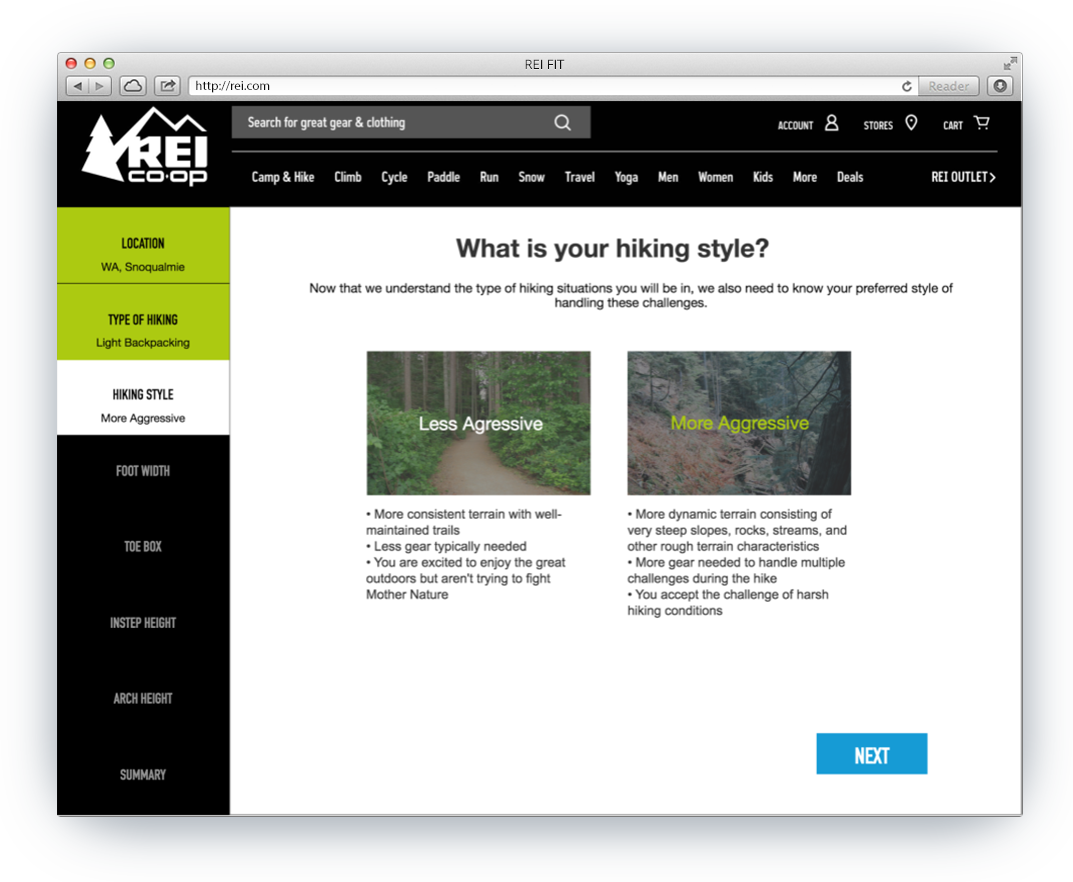 REI FIT
http://rei.com
Reader
REI
CO·OP
Search for great gear & clothing
ACCOUNT
STORES
CART
Camp & Hike Climb Cycle Paddle Run Snow Travel Yoga Men Women Kids More Deals
REI OUTLET
LOCATION
WA, Snoqualmie
TYPE OF HIKING
Light Backpacking
HIKING STYLE
More Aggressive
FOOT WIDTH
TOE BOX
INSTEP HEIGHT
ARCH HEIGHT
SUMMARY
What is your hiking style?
Now that we understand the type of hiking situations you will be in, we also need to know your preferred style of
handling these challenges.
Less Agressive
• More consistent terrain with well-
maintained trails
• Less gear typically needed
• You are excited to enjoy the great
outdoors but aren't trying to fight
Mother Nature
More Aggressive
• More dynamic terrain consisting of
very steep slopes, rocks, streams, and
other rough terrain characteristics
• More gear needed to handle multiple
challenges during the hike
• You accept the challenge of harsh
hiking conditions
NEXT